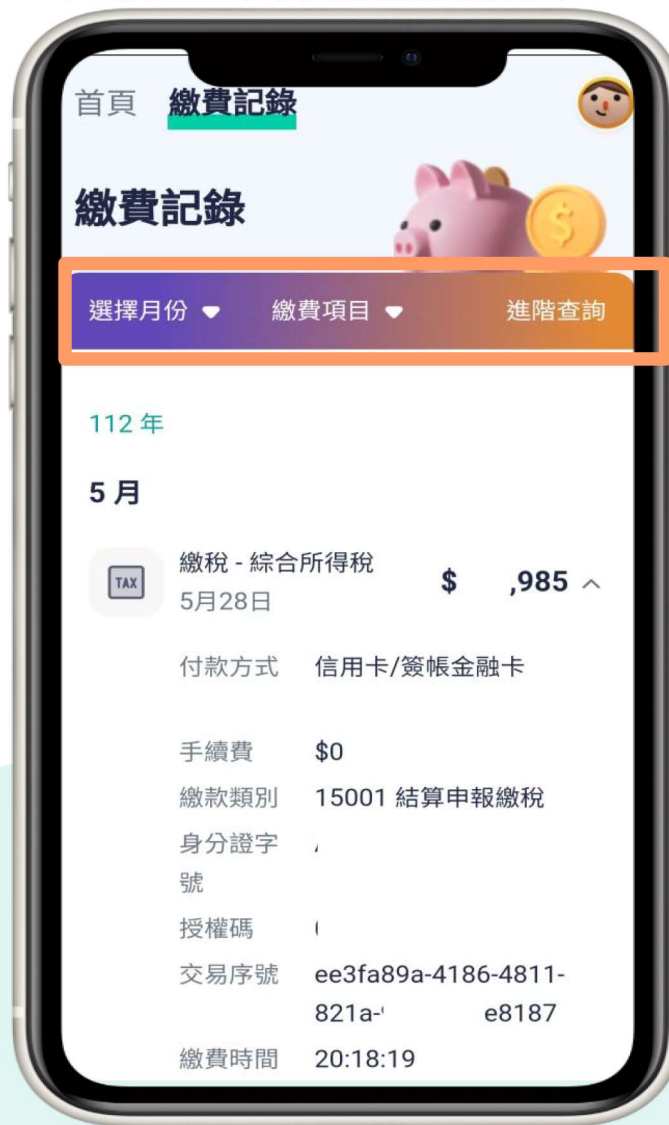 首頁 繳費記錄
繳費記錄
選擇月份 繳費項目 進階查詢
112 年
5 月
TAX
繳稅 - 綜合所得稅
5月28日
$ ,985
付款方式 信用卡/簽帳金融卡
手續費 $0
繳款類別 15001 結算申報繳稅
身分證字
號
授權碼
交易序號 ee3fa89a-4186-4811-
821a- e8187
繳費時間 20:18:19